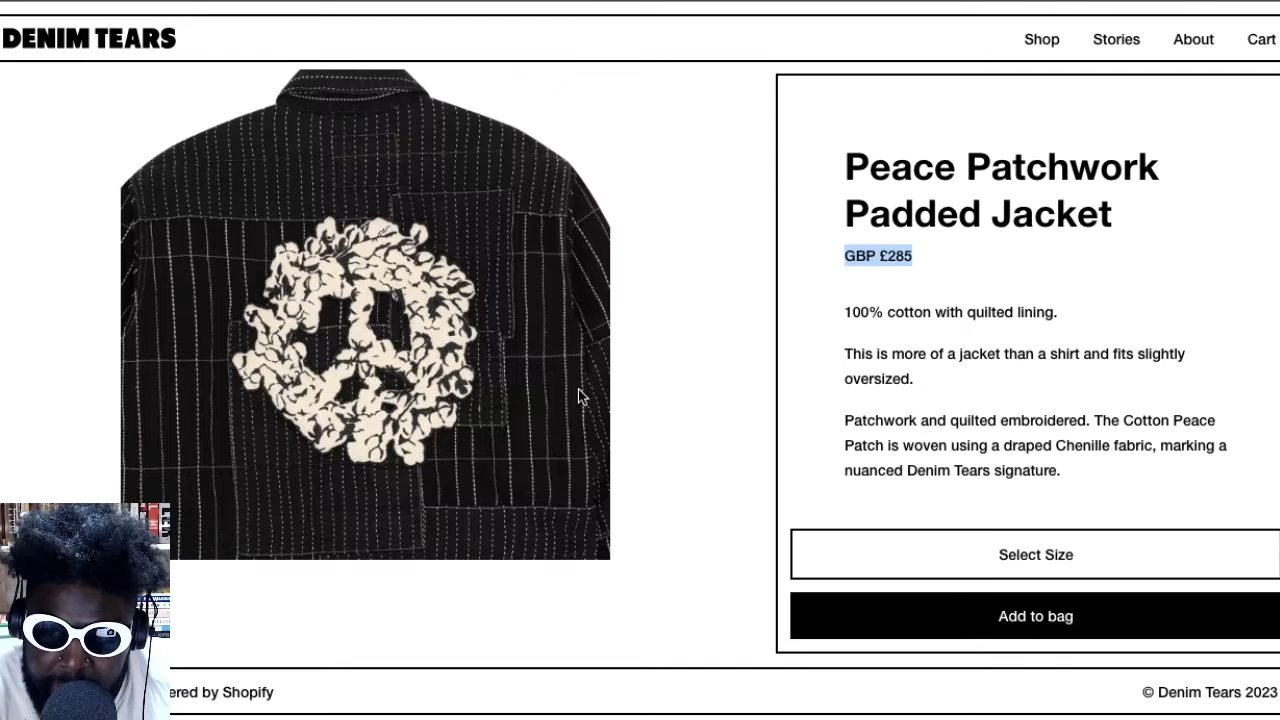 DENIM TEARS
Shop Stories About Cart
Peace Patchwork
Padded Jacket
GBP £285
100% cotton with quilted lining.
This is more of a jacket than a shirt and fits slightly
oversized.
Patchwork and quilted embroidered. The Cotton Peace
Patch is woven using a draped Chenille fabric, marking a
nuanced Denim Tears signature.
Select Size
Add to bag
ered by Shopify
© Denim Tears 2023